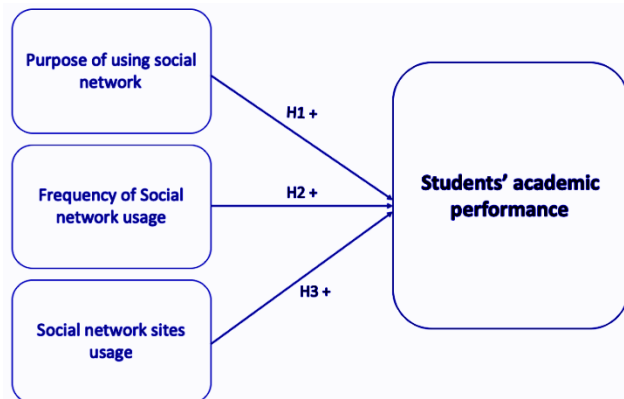 Purpose of using social
network
H1 +
Frequency of Social
network usage
H2 +
Students' academic
performance
H3 +
Social network sites
usage